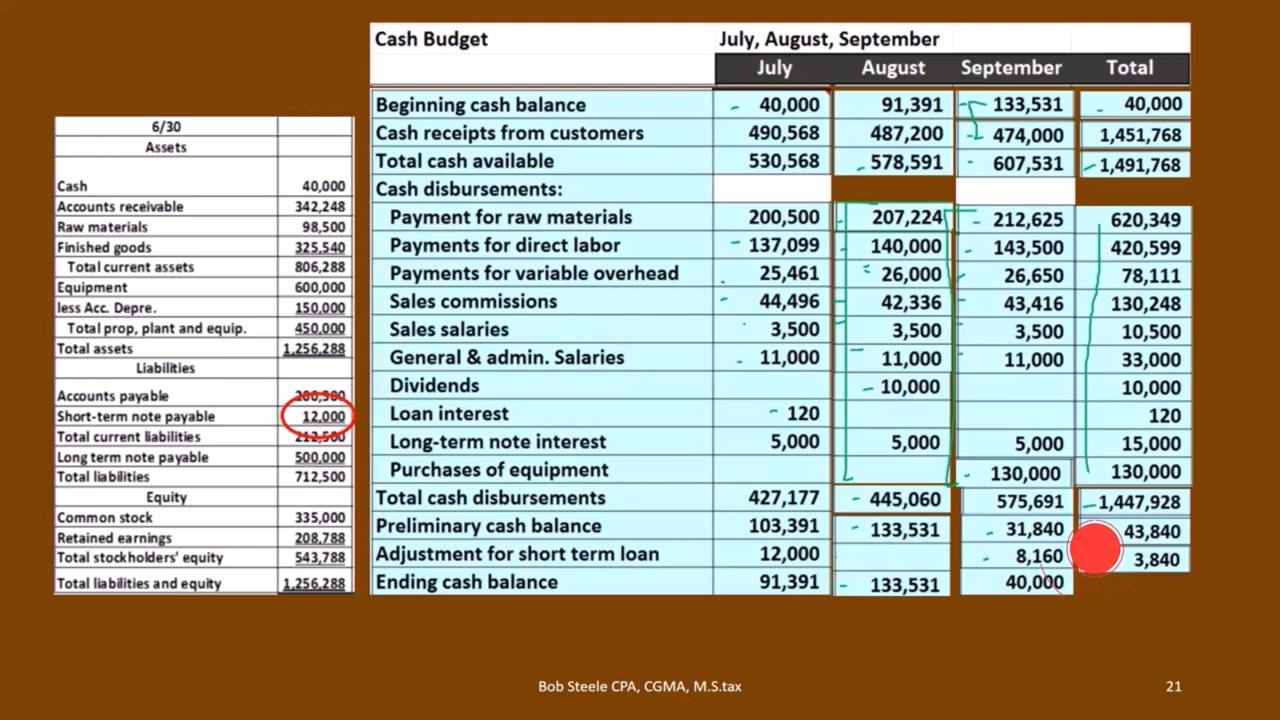 6/30
Assets
Cash 40,000
Accounts receivable 342,248
Raw materials 98,500
Finished goods 325,540
Total current assets 806,288
Equipment 600,000
less Acc. Depre. 150,000
Total prop, plant and equip. 450,000
Total assets 1,256,288
Liabilities
Accounts payable 200,500
Short-term note payable 12,000
Total current liabilities 212,500
Long term note payable 500,000
Total liabilities 712,500
Equity
Common stock 335,000
Retained earnings 208,788
Total stockholders' equity 543,788
Total liabilities and equity 1,256,288
Cash Budget July, August, September
July August September Total
Beginning cash balance 40,000 91,391 133,531 40,000
Cash receipts from customers 490,568 487,200 474,000 1,451,768
Total cash available 530,568 578,591 607,531 1,491,768
Cash disbursements:
Payment for raw materials 200,500 207,224 212,625 620,349
Payments for direct labor 137,099 140,000 143,500 420,599
Payments for variable overhead 25,461 26,000 26,650 78,111
Sales commissions 44,496 42,336 43,416 130,248
Sales salaries 3,500 3,500 3,500 10,500
General & admin. Salaries 11,000 11,000 11,000 33,000
Dividends 10,000 10,000
Loan interest 120 120
Long-term note interest 5,000 5,000 5,000 15,000
Purchases of equipment 130,000 130,000
Total cash disbursements 427,177 445,060 575,691 1,447,928
Preliminary cash balance 103,391 133,531 31,840 43,840
Adjustment for short term loan 12,000 8,160 3,840
Ending cash balance 91,391 133,531 40,000
Bob Steele CPA, CGMA, M.S.tax
21